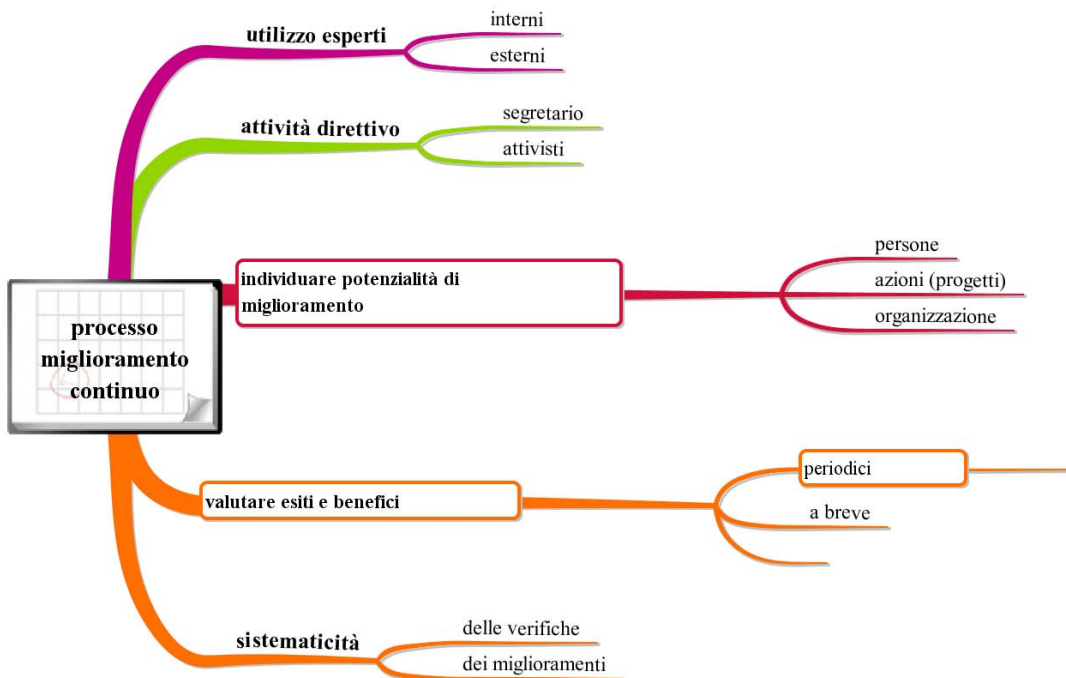 utilizzo esperti
interni
esterni
attività direttivo
segretario
attivisti
individuare potenzialità di
miglioramento
persone
azioni (progetti)
organizzazione
processo
miglioramento
continuo
valutare esiti e benefici
periodici
a breve
sistematicità
delle verifiche
dei miglioramenti